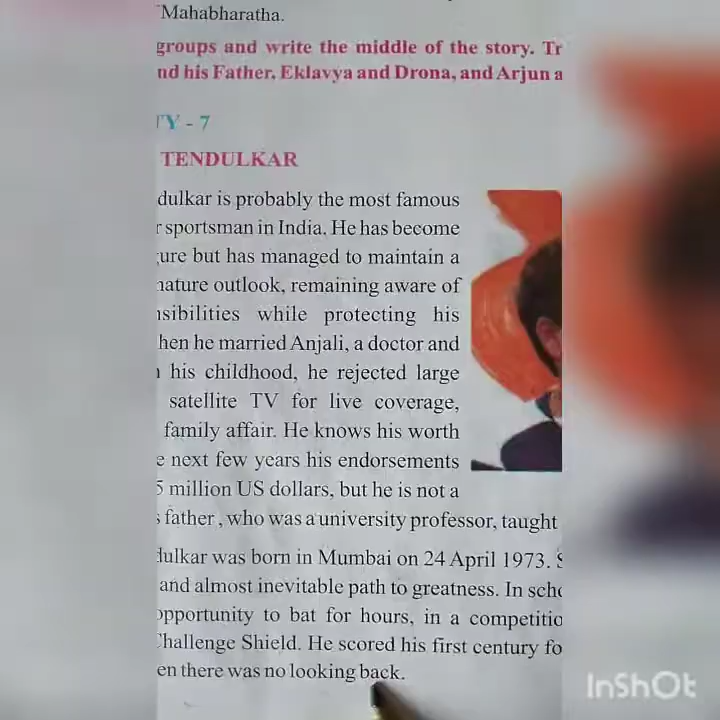 Mahabharatha.
groups and write the middle of the story. Tr
nd his Father, Eklavya and Drona, and Arjun a
TY - 7
TENDULKAR
dulkar is probably the most famous
r sportsman in India. He has become
ure but has managed to maintain a
nature outlook, remaining aware of
nsibilities while protecting his
hen he married Anjali, a doctor and
his childhood, he rejected large
satellite TV for live coverage,
family affair. He knows his worth
e next few years his endorsements
5 million US dollars, but he is not a
s father, who was a university professor, taught
dulkar was born in Mumbai on 24 April 1973. S
and almost inevitable path to greatness. In scho
opportunity to bat for hours, in a competitio
Challenge Shield. He scored his first century fo
en there was no looking back.
InShOt